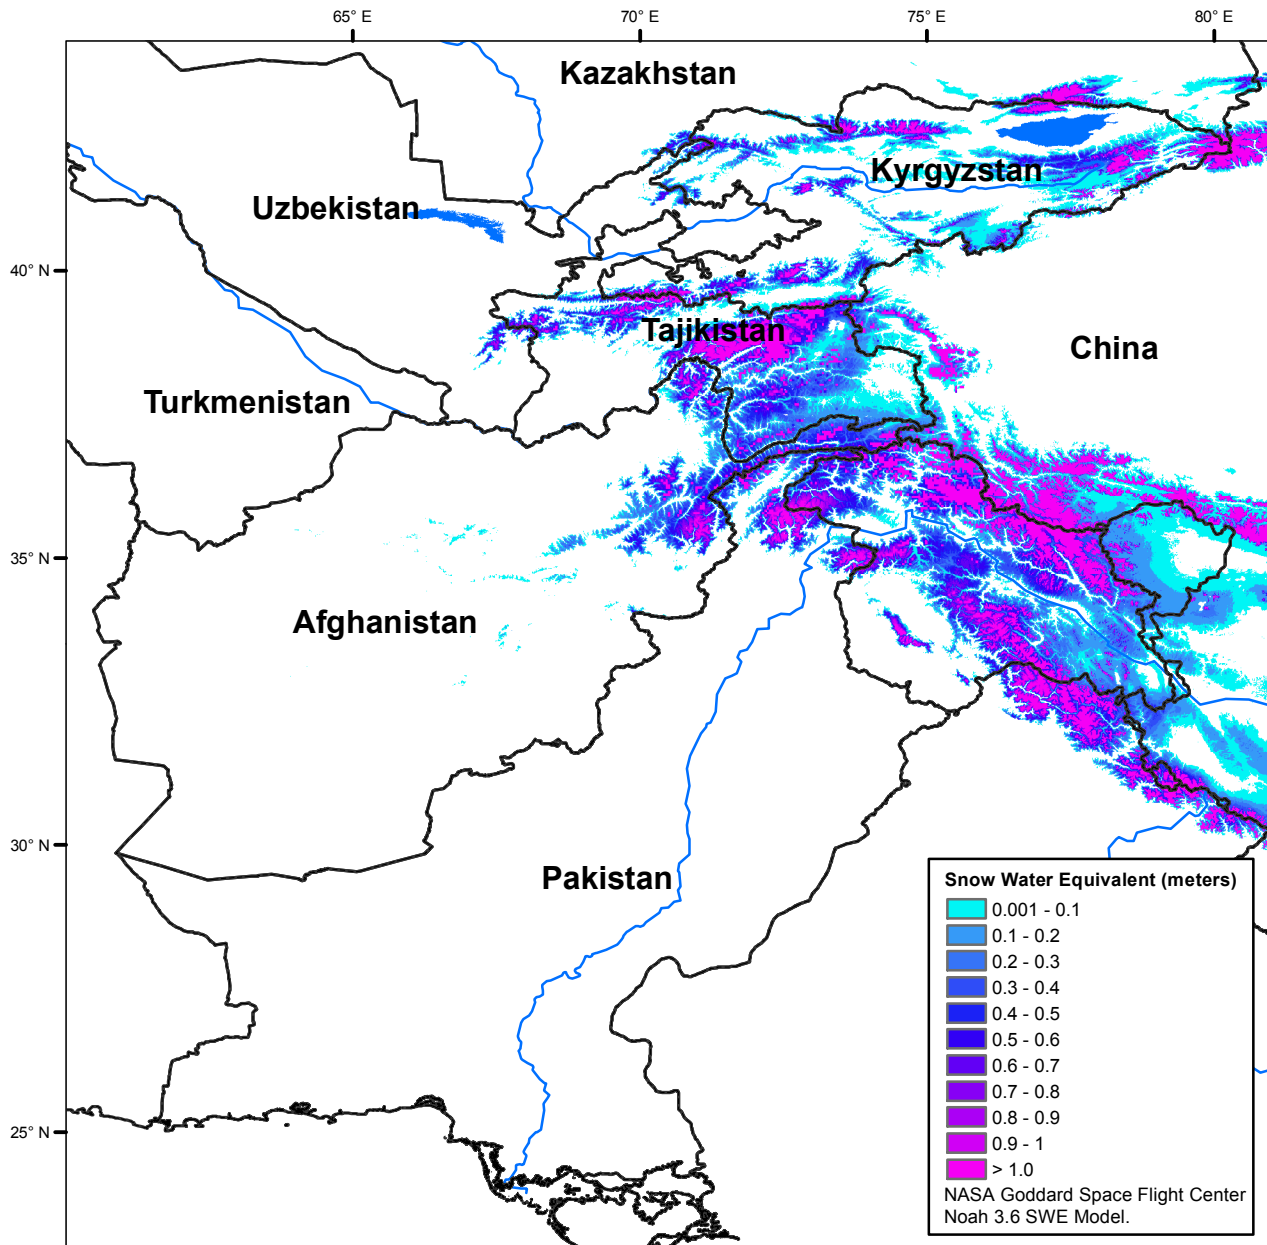 65° E
70° E
75° E
80° E
Kazakhstan
Kyrgyzstan
Uzbekistan
40° N
Tajikistan
China
Turkmenistan
35° N
Afghanistan
30° N
Pakistan
25° N
Snow Water Equivalent (meters)
0.001 - 0.1
0.1 - 0.2
0.2 - 0.3
0.3 - 0.4
0.4 - 0.5
0.5 - 0.6
0.6 - 0.7
0.7 - 0.8
0.8 - 0.9
0.9 - 1
> 1.0
NASA Goddard Space Flight Center
Noah 3.6 SWE Model.